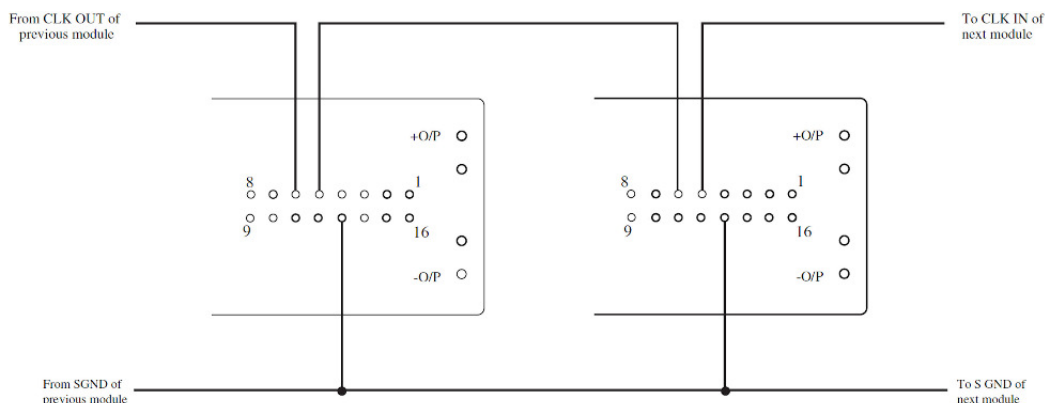 From CLK OUT of
previous module
To CLK IN of
next module
+O/P
8
1
9
16
-O/P
+O/P
8
1
9
16
-O/P
From SGND of
previous module
To S GND of
next module